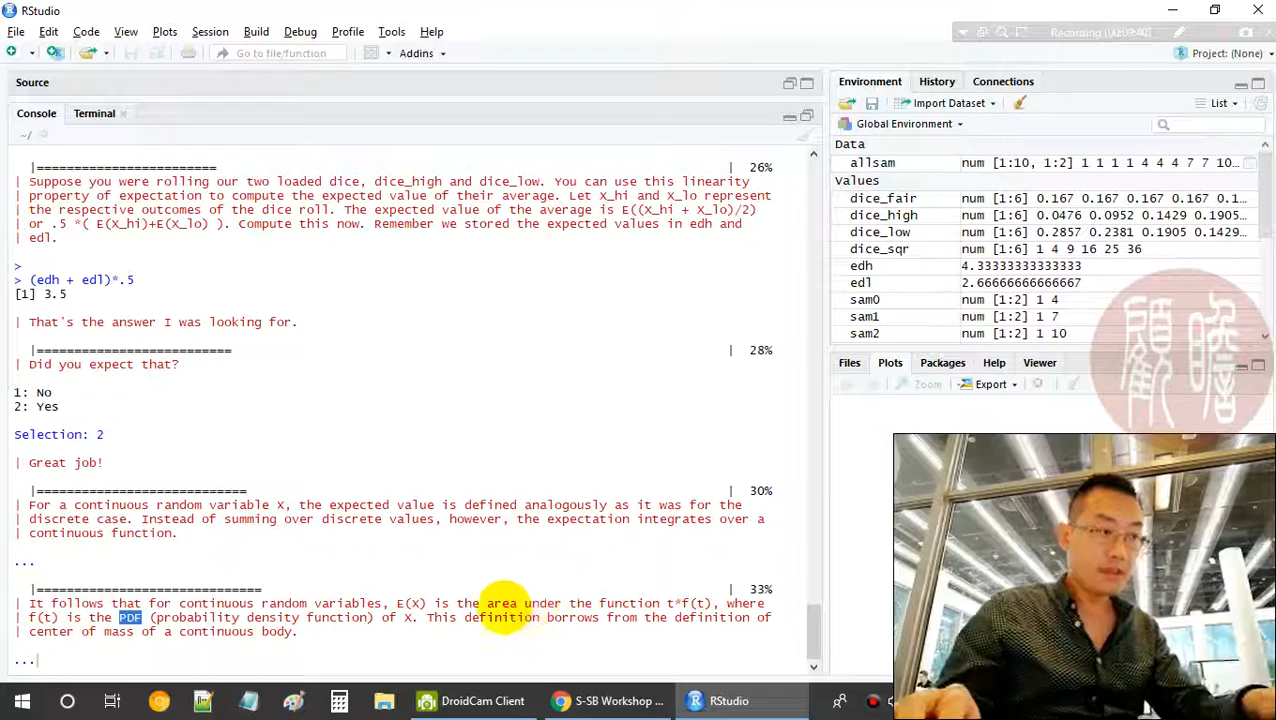 RStudio
File Edit Code View Plots Session Build Debug Profile Tools Help
Recording [00:09:40]
Go to file/function
Addins
Project: (None)
Source
Console Terminal
~/
|======================== | 26%
| Suppose you were rolling our two loaded dice, dice_high and dice_low. You can use this linearity
| property of expectation to compute the expected value of their average. Let X_hi and X_lo represent
| the respective outcomes of the dice roll. The expected value of the average is E((X_hi + X_lo)/2)
| or .5 *( E(X_hi)+E(X_lo) ). Compute this now. Remember we stored the expected values in edh and
| edl.
>
> (edh + edl)*.5
[1] 3.5
| That's the answer I was looking for.
|========================== | 28%
| Did you expect that?
1: No
2: Yes
Selection: 2
| Great job!
|============================ | 30%
| For a continuous random variable X, the expected value is defined analogously as it was for the
| discrete case. Instead of summing over discrete values, however, the expectation integrates over a
| continuous function.
...
|============================== | 33%
| It follows that for continuous random variables, E(X) is the area under the function t*f(t), where
| f(t) is the PDF (probability density function) of X. This definition borrows from the definition of
| center of mass of a continuous body.
...
Environment History Connections
Import Dataset
List
Global Environment
Data
allsam num [1:10, 1:2] 1 1 1 1 4 4 4 7 7 10...
Values
dice_fair num [1:6] 0.167 0.167 0.167 0.167 0.1...
dice_high num [1:6] 0.0476 0.0952 0.1429 0.1905...
dice_low num [1:6] 0.2857 0.2381 0.1905 0.1429...
dice_sqr num [1:6] 1 4 9 16 25 36
edh 4.33333333333333
edl 2.66666666666667
sam0 num [1:2] 1 4
sam1 num [1:2] 1 7
sam2 num [1:2] 1 10
Files Plots Packages Help Viewer
Zoom Export
DroidCam Client
S-SB Workshop ...
RStudio